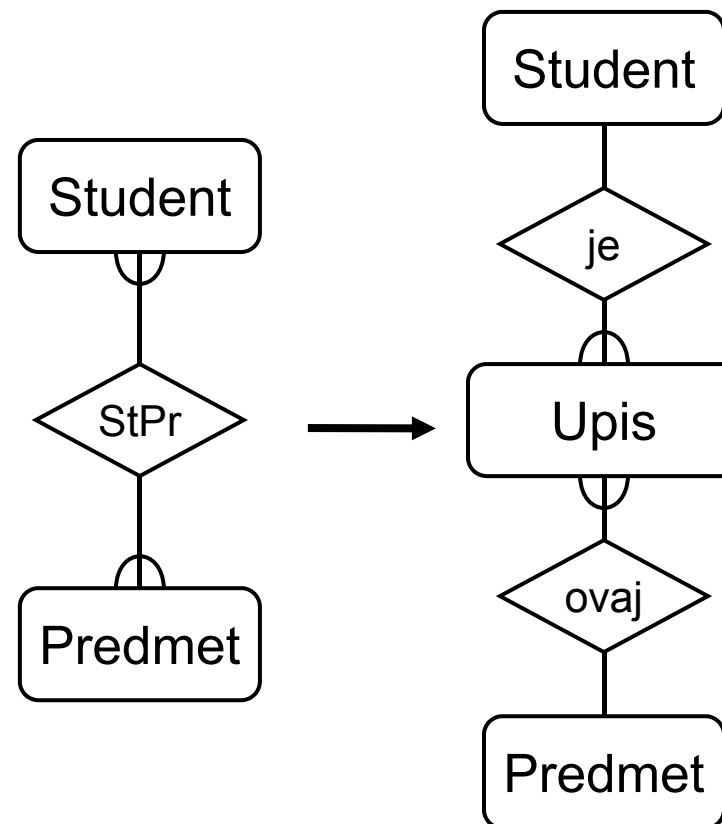 Student
StPr
Predmet
Student
je
Upis
ovaj
Predmet